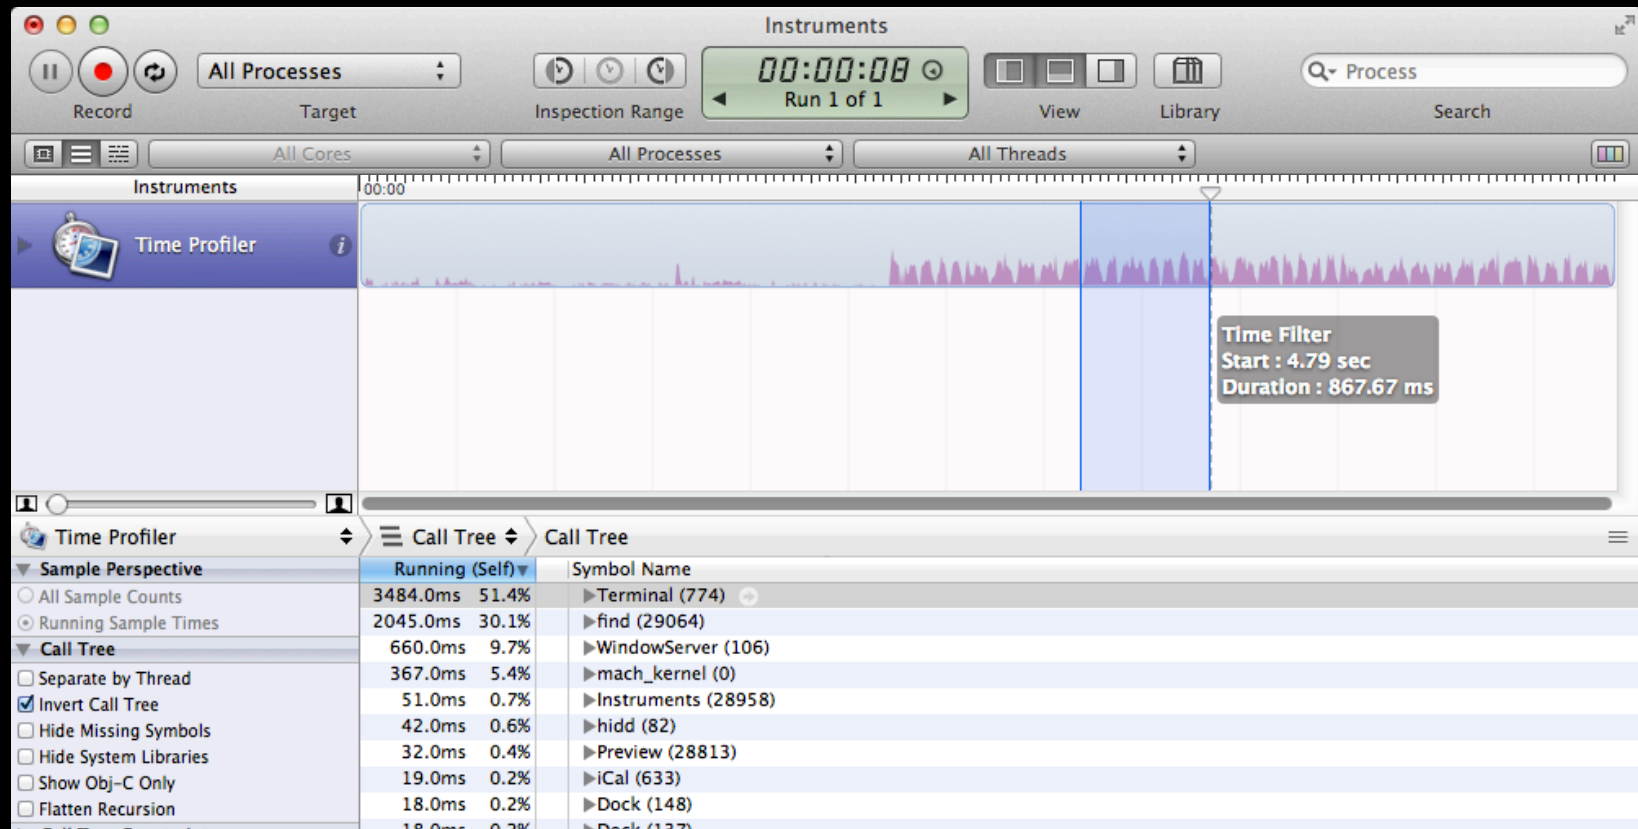 Instruments
All Processes
00:00:08
Run 1 of 1
Process
Record
Target
Inspection Range
View
Library
Search
All Cores
All Processes
All Threads
Instruments
00:00
Time Profiler
Time Filter
Start : 4.79 sec
Duration : 867.67 ms
Time Profiler
Call Tree
Call Tree
Sample Perspective
All Sample Counts
Running Sample Times
Call Tree
Separate by Thread
Invert Call Tree
Hide Missing Symbols
Hide System Libraries
Show Obj-C Only
Flatten Recursion
Running (Self) Symbol Name
3484.0ms 51.4% Terminal (774)
2045.0ms 30.1% find (29064)
660.0ms 9.7% WindowServer (106)
367.0ms 5.4% mach_kernel (0)
51.0ms 0.7% Instruments (28958)
42.0ms 0.6% hidd (82)
32.0ms 0.4% Preview (28813)
19.0ms 0.2% iCal (633)
18.0ms 0.2% Dock (148)
18.0ms 0.2% Dock (137)